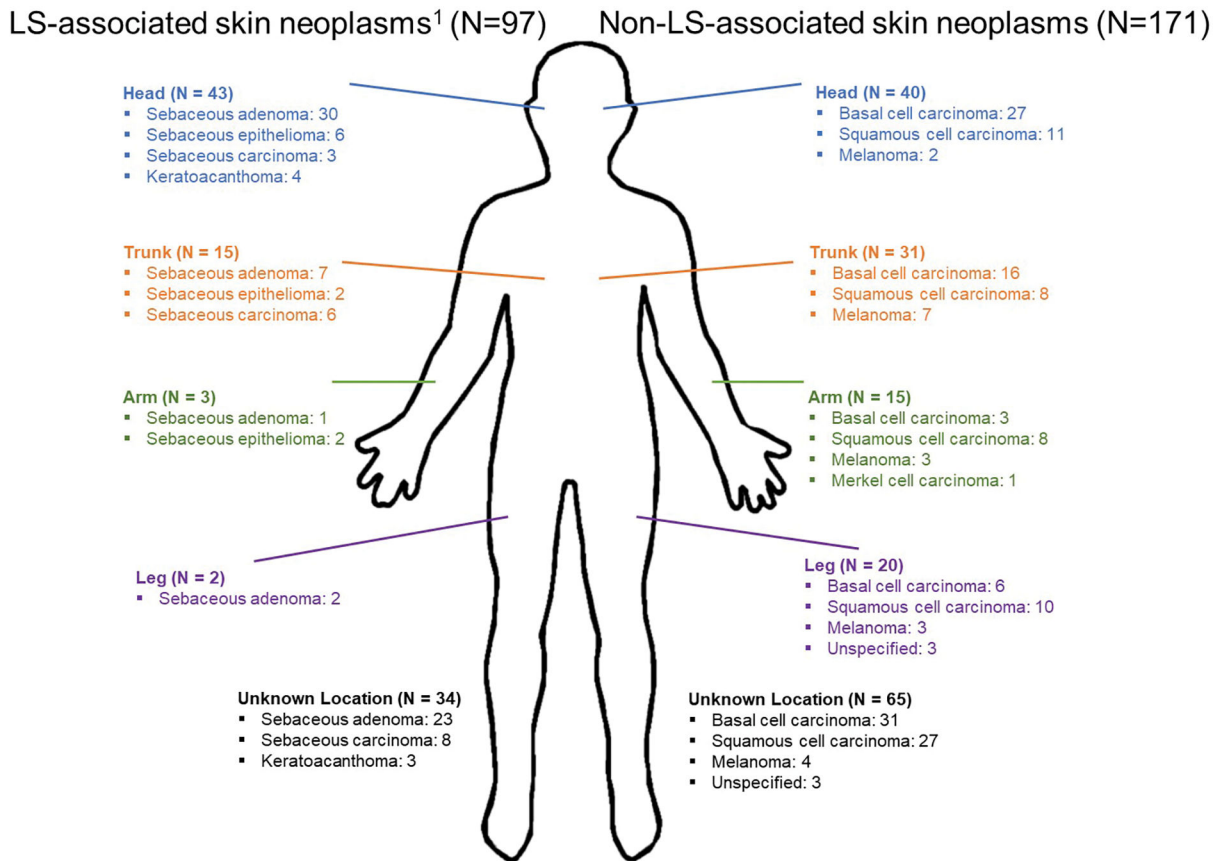 LS-associated skin neoplasms¹ (N=97)
Non-LS-associated skin neoplasms (N=171)
Head (N = 43)
▪ Sebaceous adenoma: 30
▪ Sebaceous epithelioma: 6
▪ Sebaceous carcinoma: 3
▪ Keratoacanthoma: 4
Head (N = 40)
▪ Basal cell carcinoma: 27
▪ Squamous cell carcinoma: 11
▪ Melanoma: 2
Trunk (N = 15)
▪ Sebaceous adenoma: 7
▪ Sebaceous epithelioma: 2
▪ Sebaceous carcinoma: 6
Trunk (N = 31)
▪ Basal cell carcinoma: 16
▪ Squamous cell carcinoma: 8
▪ Melanoma: 7
Arm (N = 3)
▪ Sebaceous adenoma: 1
▪ Sebaceous epithelioma: 2
Arm (N = 15)
▪ Basal cell carcinoma: 3
▪ Squamous cell carcinoma: 8
▪ Melanoma: 3
▪ Merkel cell carcinoma: 1
Leg (N = 2)
▪ Sebaceous adenoma: 2
Leg (N = 20)
▪ Basal cell carcinoma: 6
▪ Squamous cell carcinoma: 10
▪ Melanoma: 3
▪ Unspecified: 3
Unknown Location (N = 34)
▪ Sebaceous adenoma: 23
▪ Sebaceous carcinoma: 8
▪ Keratoacanthoma: 3
Unknown Location (N = 65)
▪ Basal cell carcinoma: 31
▪ Squamous cell carcinoma: 27
▪ Melanoma: 4
▪ Unspecified: 3